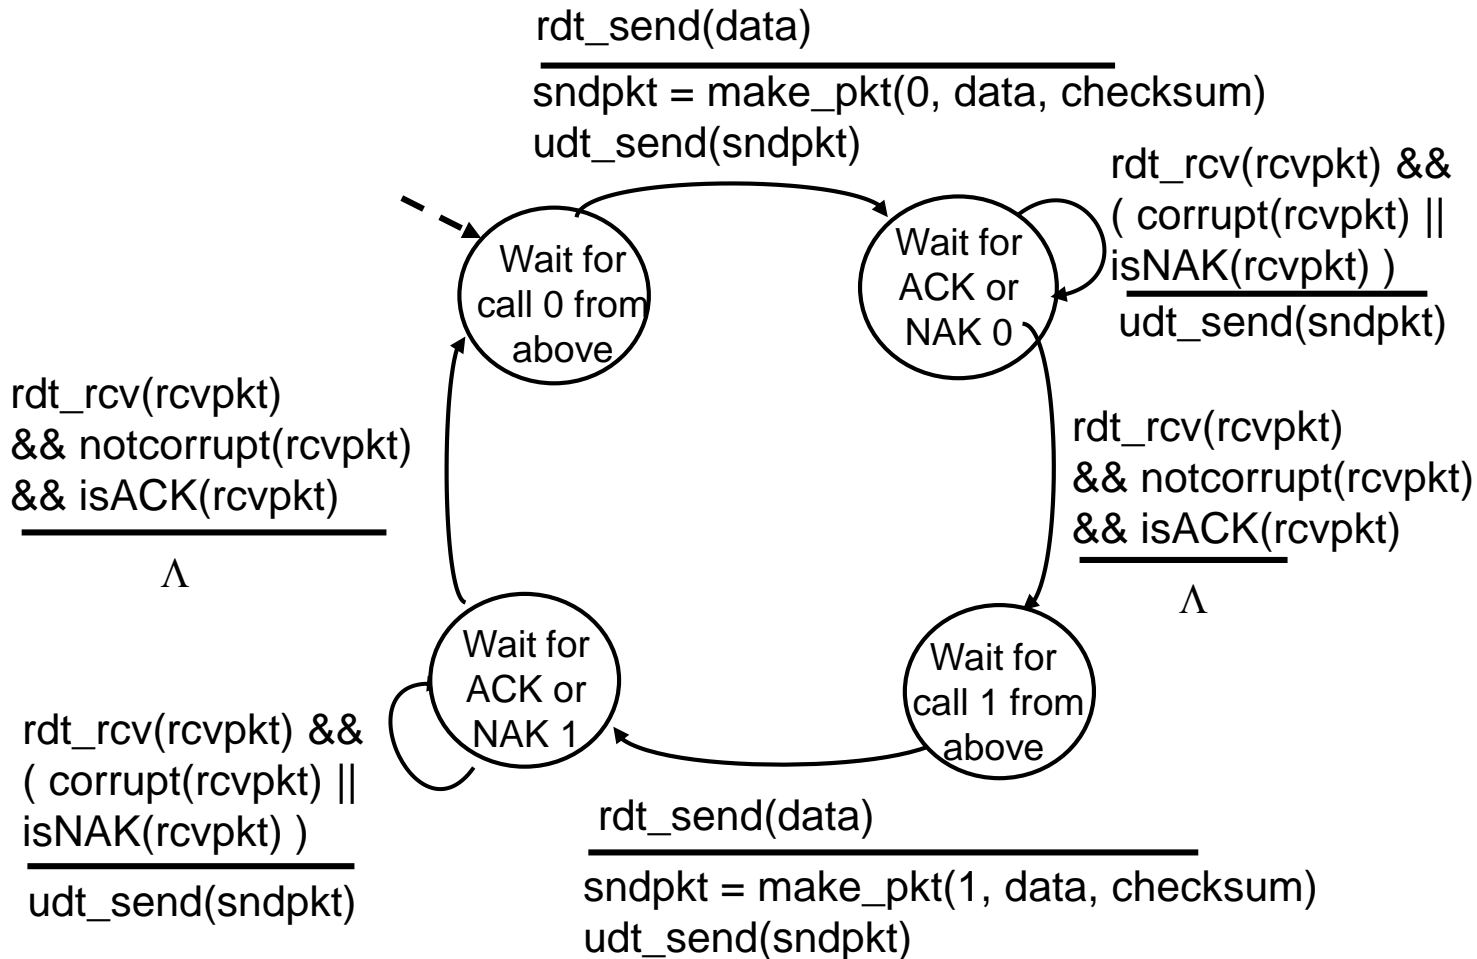 rdt_send(data)
sndpkt = make_pkt(0, data, checksum)
udt_send(sndpkt)
rdt_rcv(rcvpkt) &&
( corrupt(rcvpkt) ||
isNAK(rcvpkt) )
udt_send(sndpkt)
Wait for
call 0 from
above
Wait for
ACK or
NAK 0
rdt_rcv(rcvpkt)
&& notcorrupt(rcvpkt)
&& isACK(rcvpkt)
Λ
rdt_rcv(rcvpkt)
&& notcorrupt(rcvpkt)
&& isACK(rcvpkt)
Λ
Wait for
ACK or
NAK 1
Wait for
call 1 from
above
rdt_rcv(rcvpkt) &&
( corrupt(rcvpkt) ||
isNAK(rcvpkt) )
udt_send(sndpkt)
rdt_send(data)
sndpkt = make_pkt(1, data, checksum)
udt_send(sndpkt)